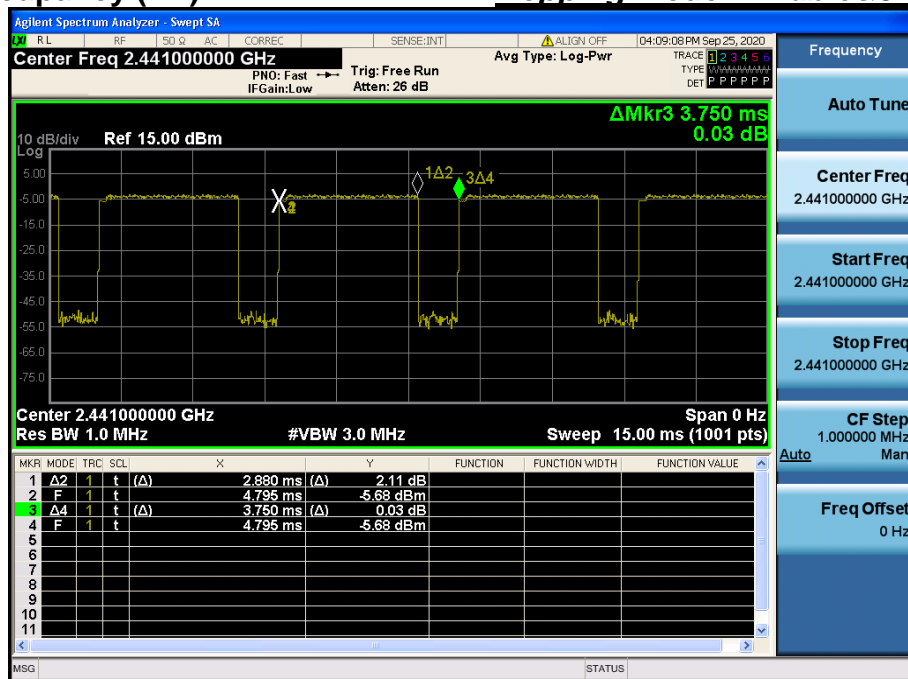 Agilent Spectrum Analyzer - Swept SA
LXI RL RF 50 Ω AC CORREC SENSE:INT ALIGN OFF 04:09:08 PM Sep 25, 2020
Center Freq 2.441000000 GHz
PNO: Fast
IFGain:Low
Trig: Free Run
Atten: 26 dB
Avg Type: Log-Pwr
TRACE 1 2 3 4 5 6
TYPE WWWWWW
DET P P P P P P
ΔMkr3 3.750 ms
0.03 dB
10 dB/div Ref 15.00 dBm
Log
5.00
-5.00
-15.0
-25.0
-35.0
-45.0
-55.0
-65.0
-75.0
1Δ2
3Δ4
Center 2.441000000 GHz Span 0 Hz
Res BW 1.0 MHz #VBW 3.0 MHz Sweep 15.00 ms (1001 pts)
MKR MODE TRC SCL X Y FUNCTION FUNCTION WIDTH FUNCTION VALUE
1 Δ2 1 t (Δ) 2.880 ms (Δ) 2.11 dB
2 F 1 t 4.795 ms -5.68 dBm
3 Δ4 1 t (Δ) 3.750 ms (Δ) 0.03 dB
4 F 1 t 4.795 ms -5.68 dBm
5
6
7
8
9
10
11
MSG STATUS
Frequency
Auto Tune
Center Freq
2.441000000 GHz
Start Freq
2.441000000 GHz
Stop Freq
2.441000000 GHz
CF Step
1.000000 MHz
Auto Man
Freq Offset
0 Hz